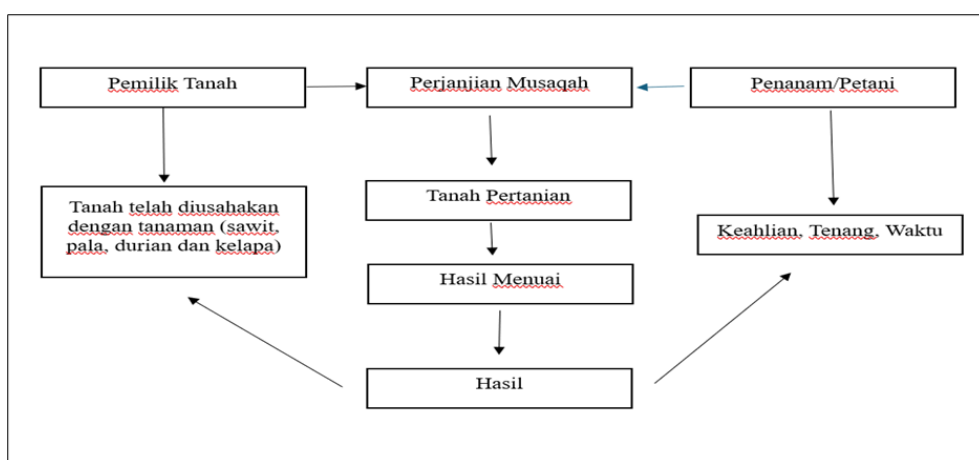 Pemilik Tanah
Perjanjian Musaqah
Penanam/Petani
Tanah telah diusahakan
dengan tanaman (sawit,
pala, durian dan kelapa)
Tanah Pertanian
Keahlian, Tenang, Waktu
Hasil Menuai
Hasil